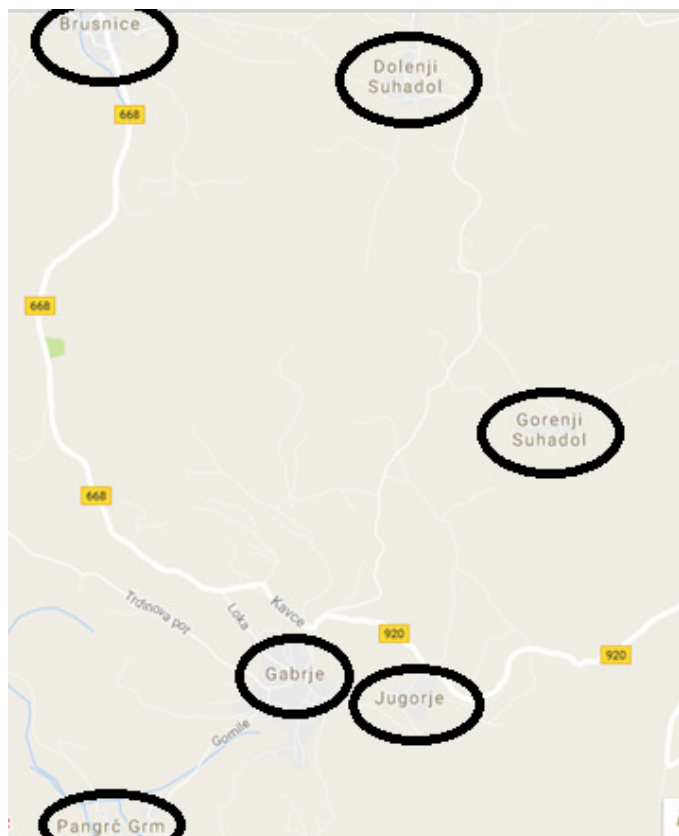 Brusnice
Dolenji
Suhadol
668
668
Gorenji
Suhadol
668
Trdinova pot
Loka
Kavce
920
920
Gabrje
Jugorje
Gomile
Pangrč Grm